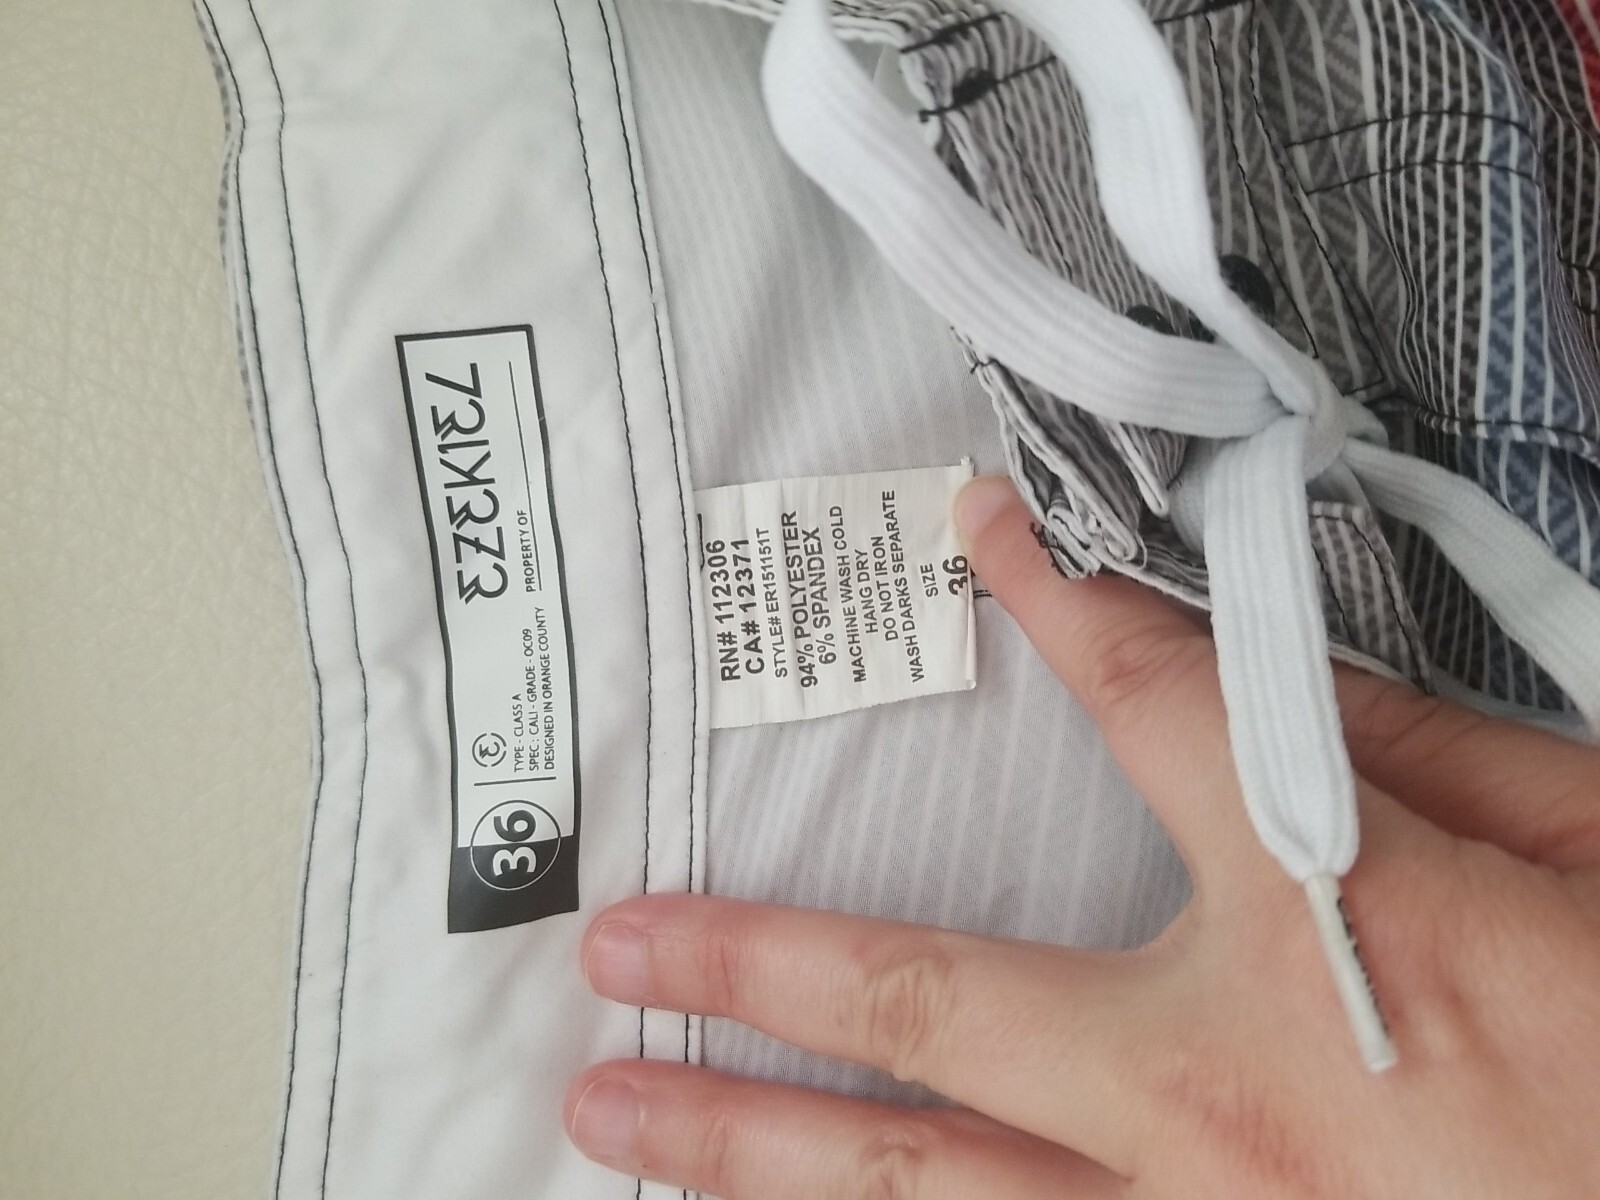 EZEKIEL
PROPERTY OF
36
TYPE - CLASS A
SPEC : CALI - GRADE - OC09
DESIGNED IN ORANGE COUNTY
RN# 112306
CA# 12371
STYLE# ER151151T
94% POLYESTER
6% SPANDEX
MACHINE WASH COLD
HANG DRY
DO NOT IRON
WASH DARKS SEPARATE
SIZE
36